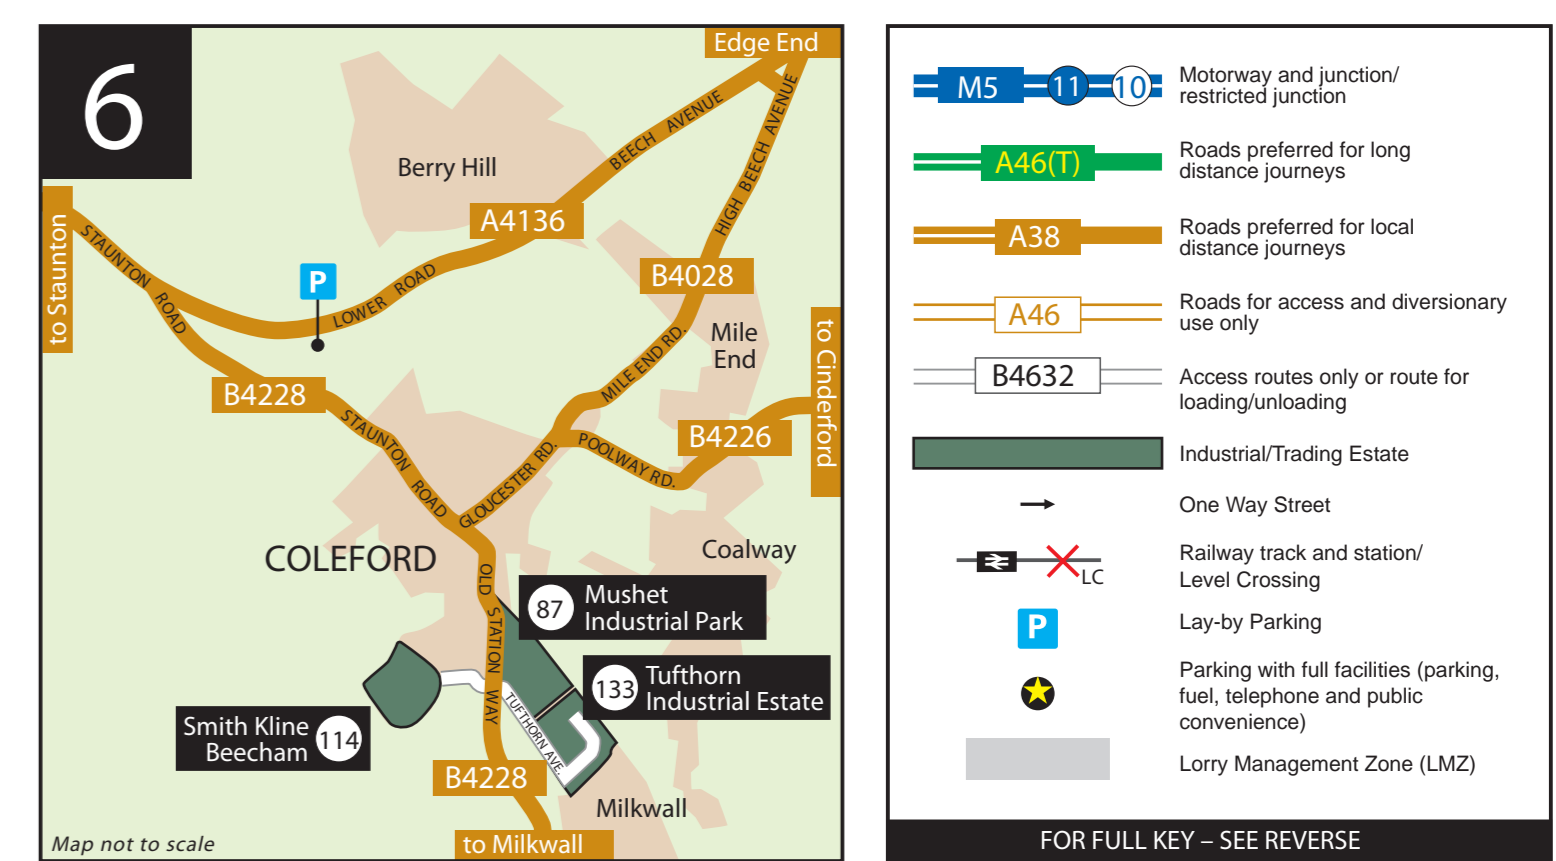 6
Edge End
BEECH AVENUE
HIGH BEECH AVENUE
Berry Hill
A4136
to Staunton
STAUNTON ROAD
P
LOWER ROAD
B4028
Mile
End
to Cinderford
MILE END RD.
B4228
STAUNTON ROAD
GLOUCESTER RD.
POOLWAY RD.
B4226
COLEFORD
Coalway
OLD STATION WAY
87 Mushet
Industrial Park
133 Tufthorn
Industrial Estate
TUFTHORN AVE.
Smith Kline
Beecham 114
B4228
Milkwall
to Milkwall
Map not to scale
M5 11 10
Motorway and junction/
restricted junction
A46(T)
Roads preferred for long
distance journeys
A38
Roads preferred for local
distance journeys
A46
Roads for access and diversionary
use only
B4632
Access routes only or route for
loading/unloading
Industrial/Trading Estate
One Way Street
LC
Railway track and station/
Level Crossing
P
Lay-by Parking
Parking with full facilities (parking,
fuel, telephone and public
convenience)
Lorry Management Zone (LMZ)
FOR FULL KEY – SEE REVERSE